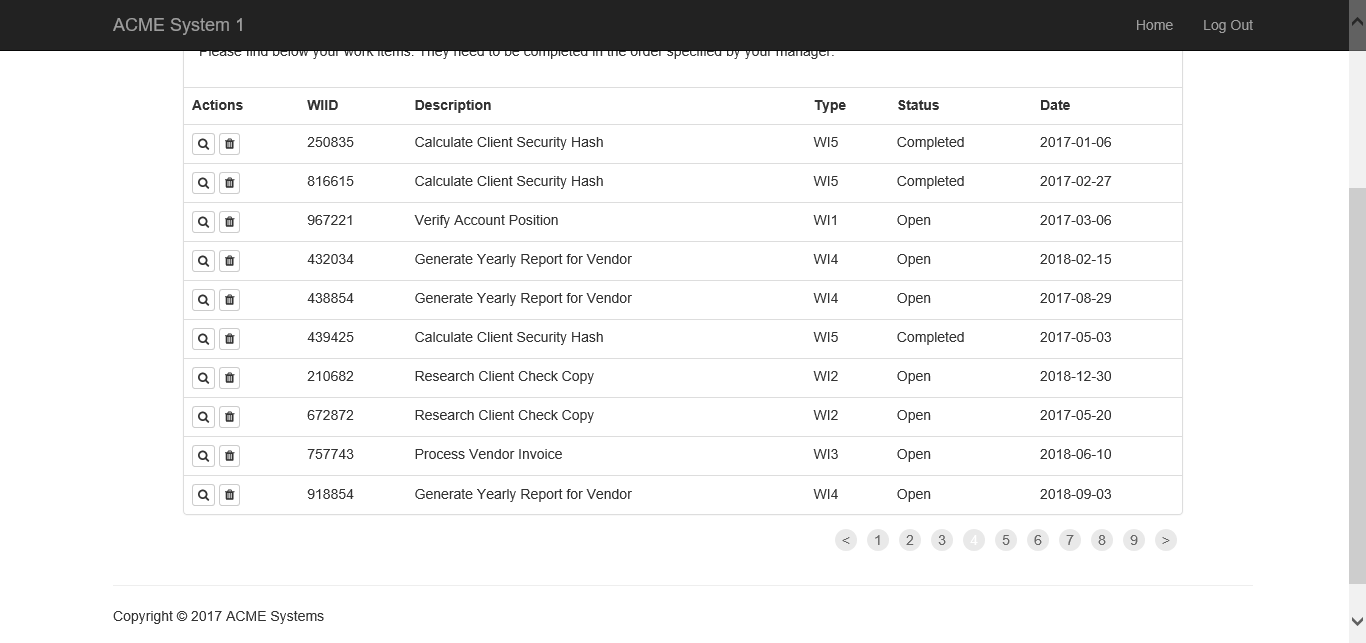 ACME System 1 Home Log Out
Please find below your work items. They need to be completed in the order specified by your manager.
Actions WIID Description Type Status Date
250835 Calculate Client Security Hash WI5 Completed 2017-01-06
816615 Calculate Client Security Hash WI5 Completed 2017-02-27
967221 Verify Account Position WI1 Open 2017-03-06
432034 Generate Yearly Report for Vendor WI4 Open 2018-02-15
438854 Generate Yearly Report for Vendor WI4 Open 2017-08-29
439425 Calculate Client Security Hash WI5 Completed 2017-05-03
210682 Research Client Check Copy WI2 Open 2018-12-30
672872 Research Client Check Copy WI2 Open 2017-05-20
757743 Process Vendor Invoice WI3 Open 2018-06-10
918854 Generate Yearly Report for Vendor WI4 Open 2018-09-03
< 1 2 3 4 5 6 7 8 9 >
Copyright © 2017 ACME Systems